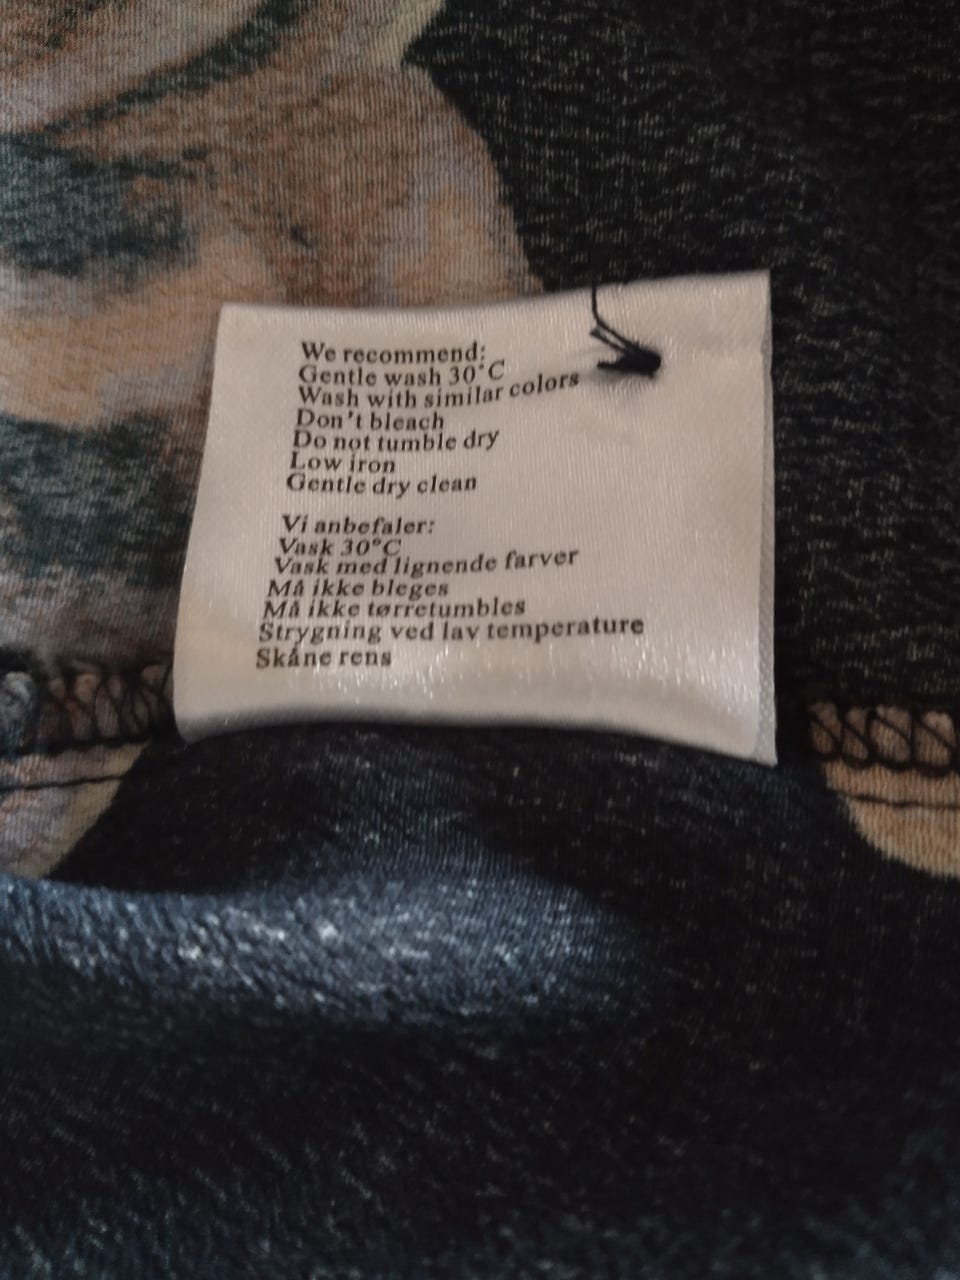 We recommend:
Gentle wash 30°C
Wash with similar colors
Don't bleach
Do not tumble dry
Low iron
Gentle dry clean
Vi anbefaler:
Vask 30°C
Vask med lignende farver
Må ikke bleges
Må ikke tørretumbles
Strygning ved lav temperature
Skåne rens